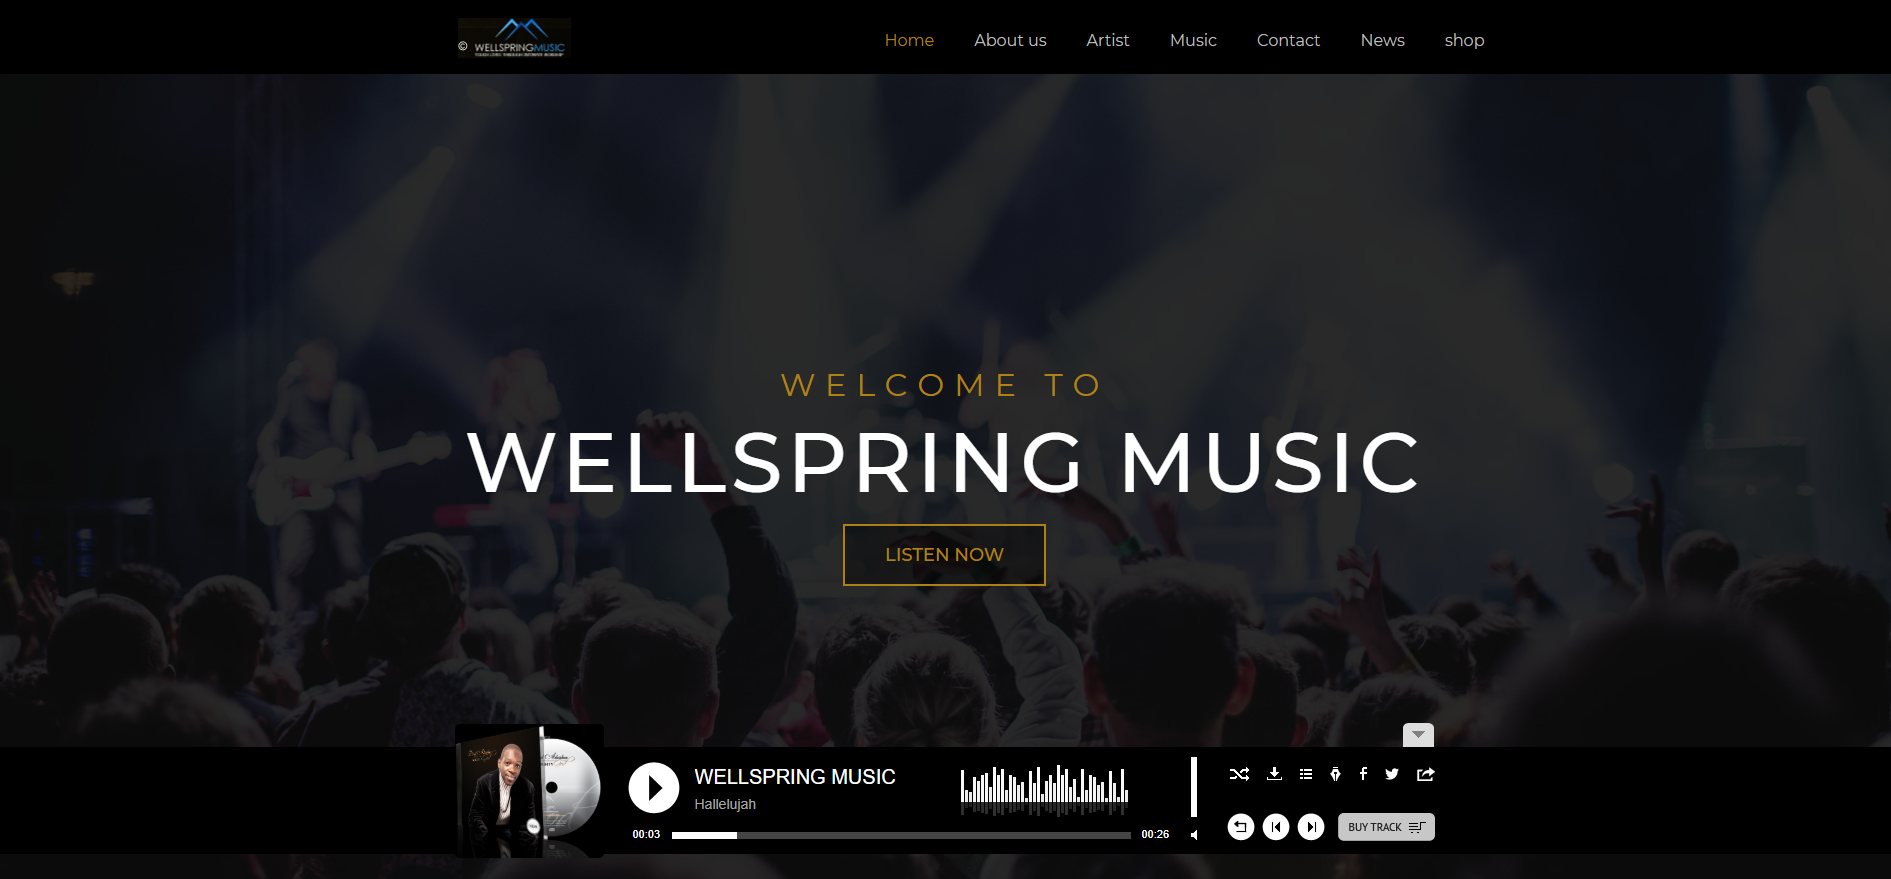 © WELLSPRINGMUSIC
Home About us Artist Music Contact News shop
WELCOME TO
WELLSPRING MUSIC
LISTEN NOW
WELLSPRING MUSIC
Hallelujah
00:03 00:26
BUY TRACK